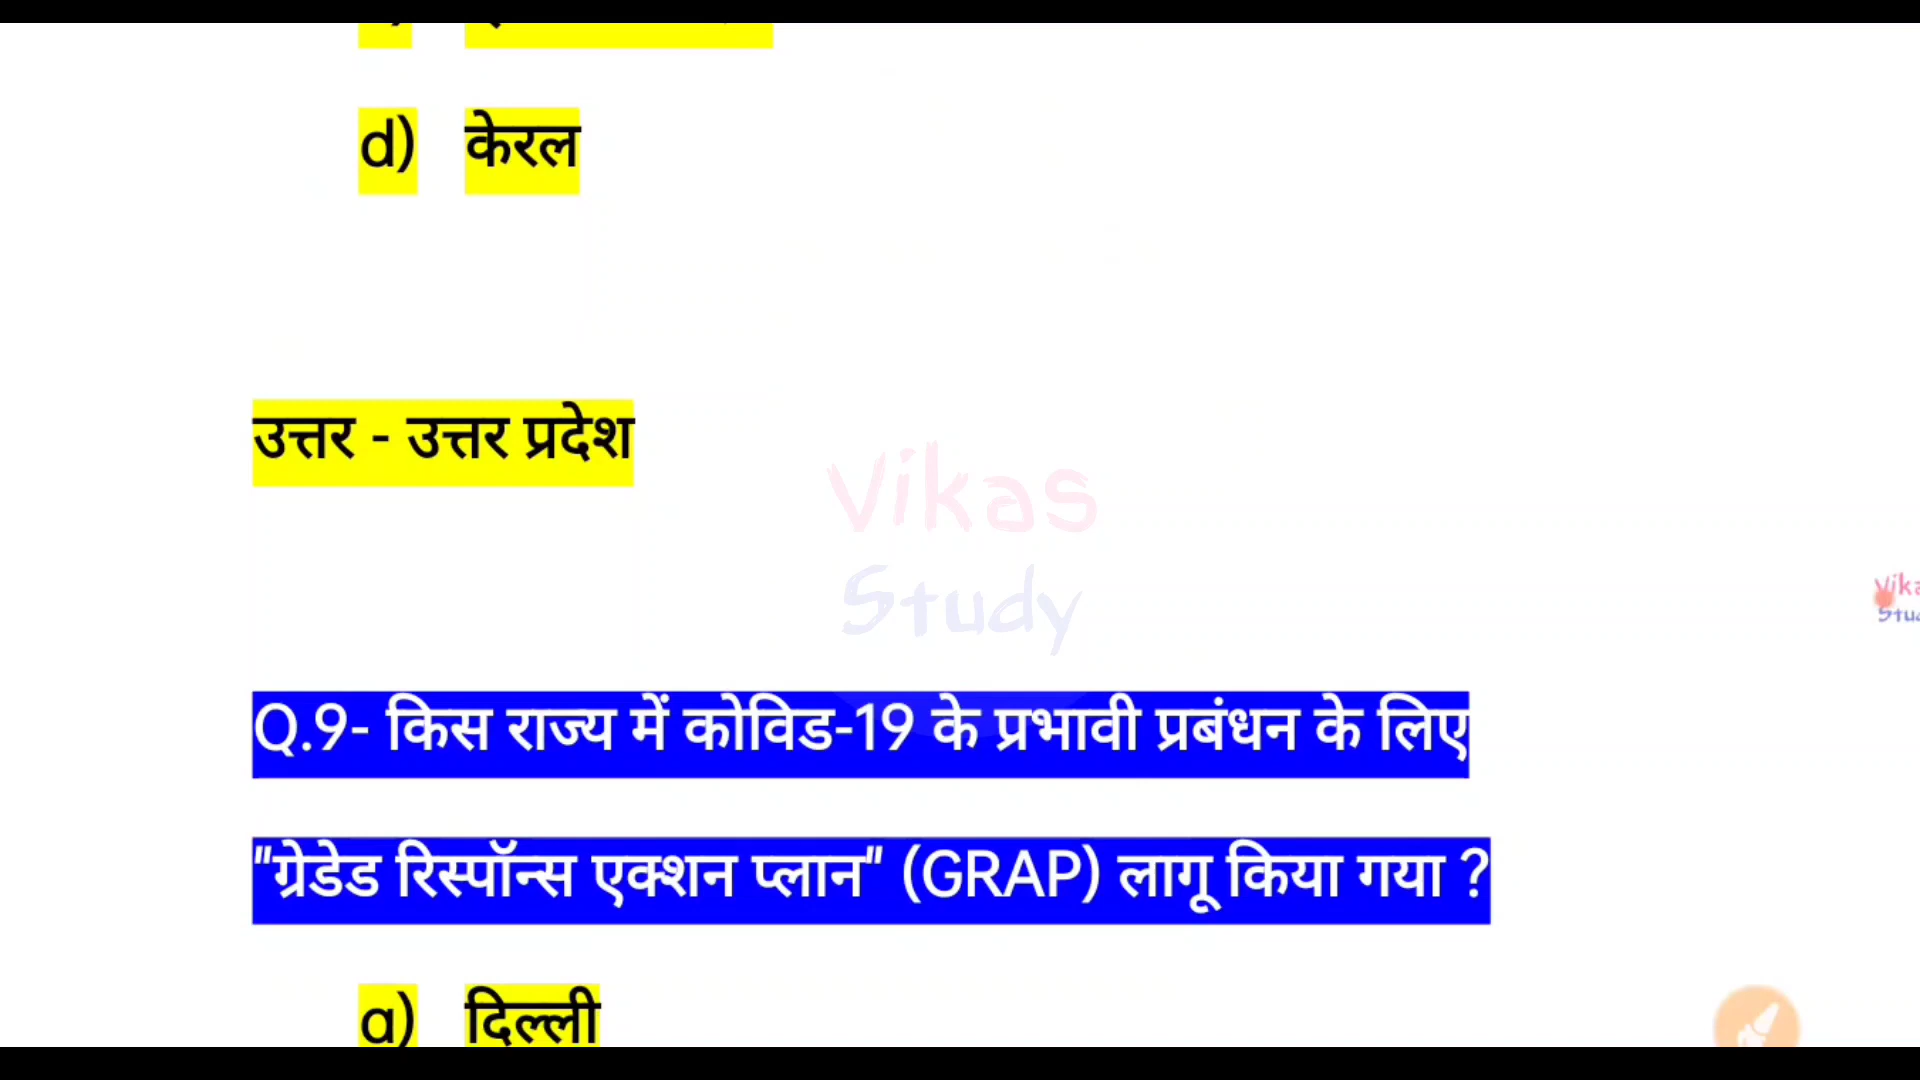 d) केरल
उत्तर - उत्तर प्रदेश
Vikas
Study
Q.9- किस राज्य में कोविड-19 के प्रभावी प्रबंधन के लिए
"ग्रेडेड रिस्पॉन्स एक्शन प्लान" (GRAP) लागू किया गया ?
a) दिल्ली